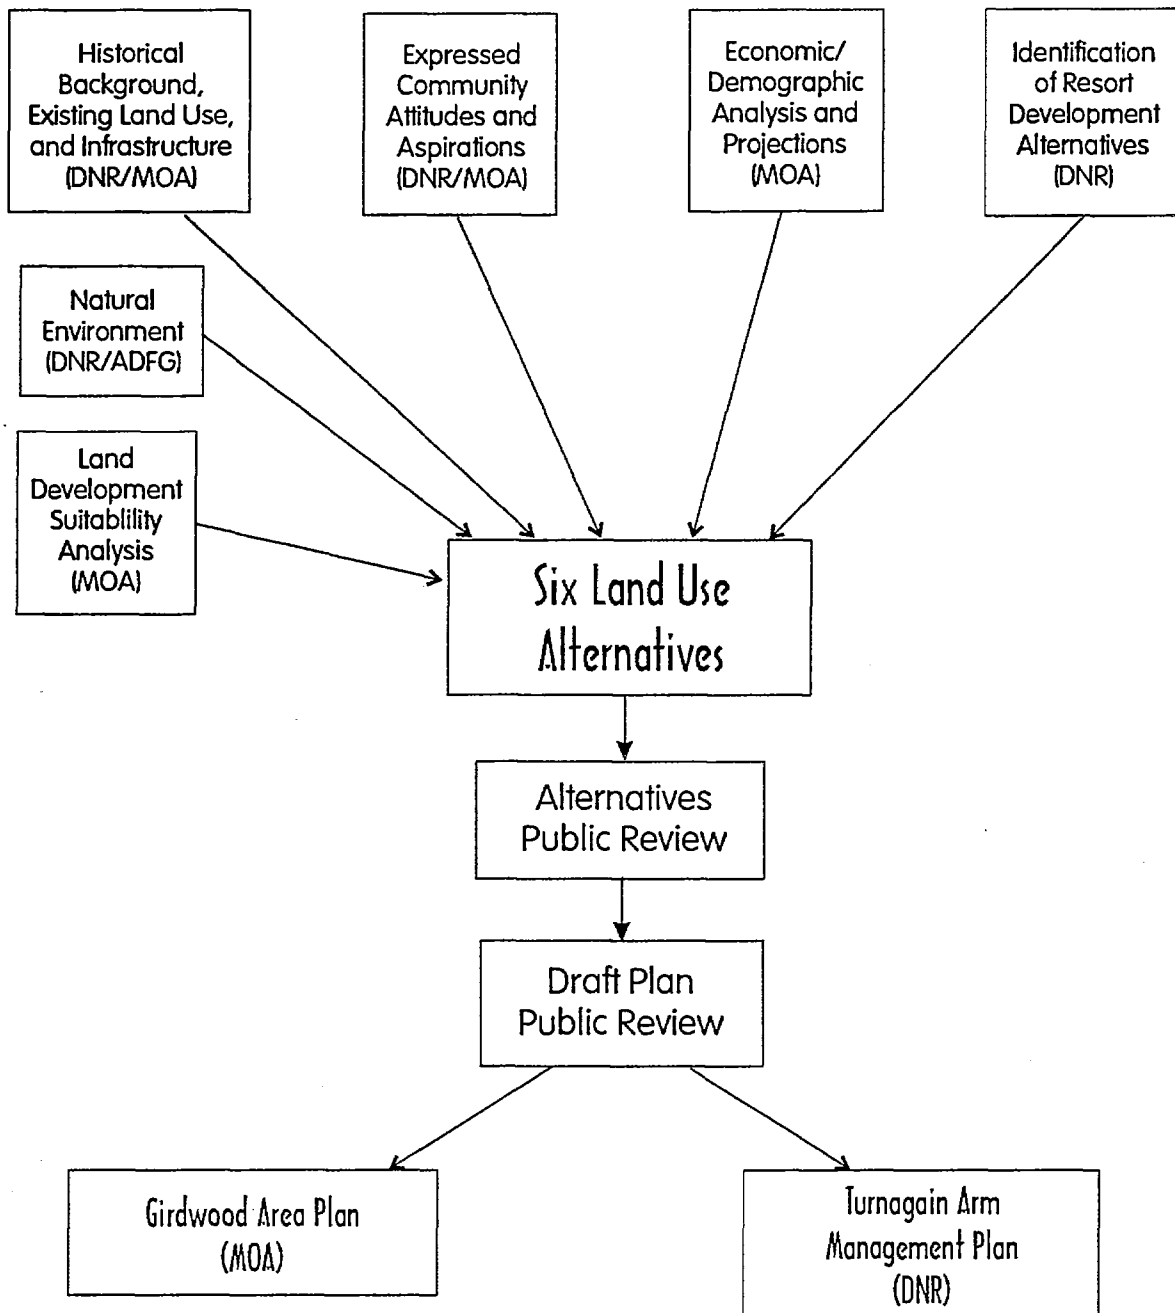 Historical
Background,
Existing Land Use,
and Infrastructure
(DNR/MOA)
Expressed
Community
Attitudes and
Aspirations
(DNR/MOA)
Economic/
Demographic
Analysis and
Projections
(MOA)
Identification
of Resort
Development
Alternatives
(DNR)
Natural
Environment
(DNR/ADFG)
Land
Development
Suitablility
Analysis
(MOA)
Six Land Use
Alternatives
Alternatives
Public Review
Draft Plan
Public Review
Girdwood Area Plan
(MOA)
Turnagain Arm
Management Plan
(DNR)